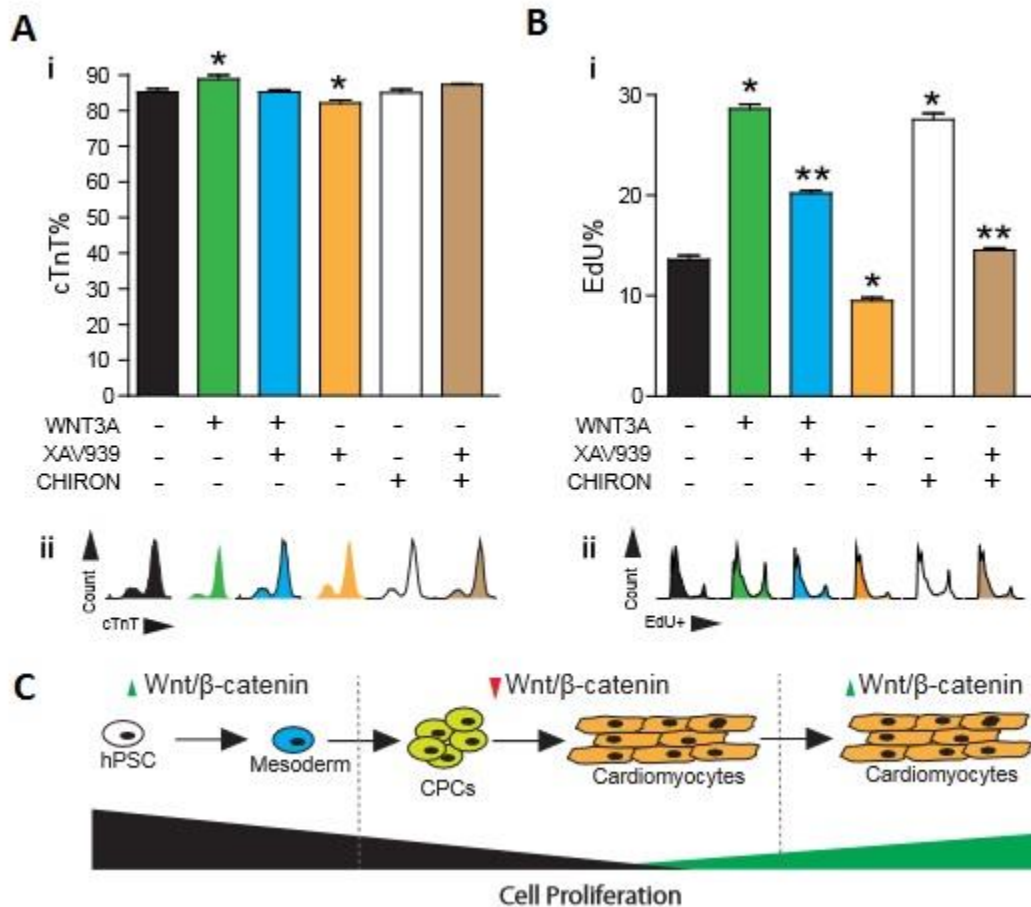 A
i
*
*
90
80
70
60
50
40
30
20
10
0
cTnT%
WNT3A - + + - - -
XAV939 - - + + - +
CHIRON - - - - + +
ii
Count
cTnT
B
i
*
**
*
*
**
30
20
10
0
EdU%
WNT3A - + + - - -
XAV939 - - + + - +
CHIRON - - - - + +
ii
Count
EdU+
C
Wnt/β-catenin
Wnt/β-catenin
Wnt/β-catenin
hPSC
Mesoderm
CPCs
Cardiomyocytes
Cardiomyocytes
Cell Proliferation